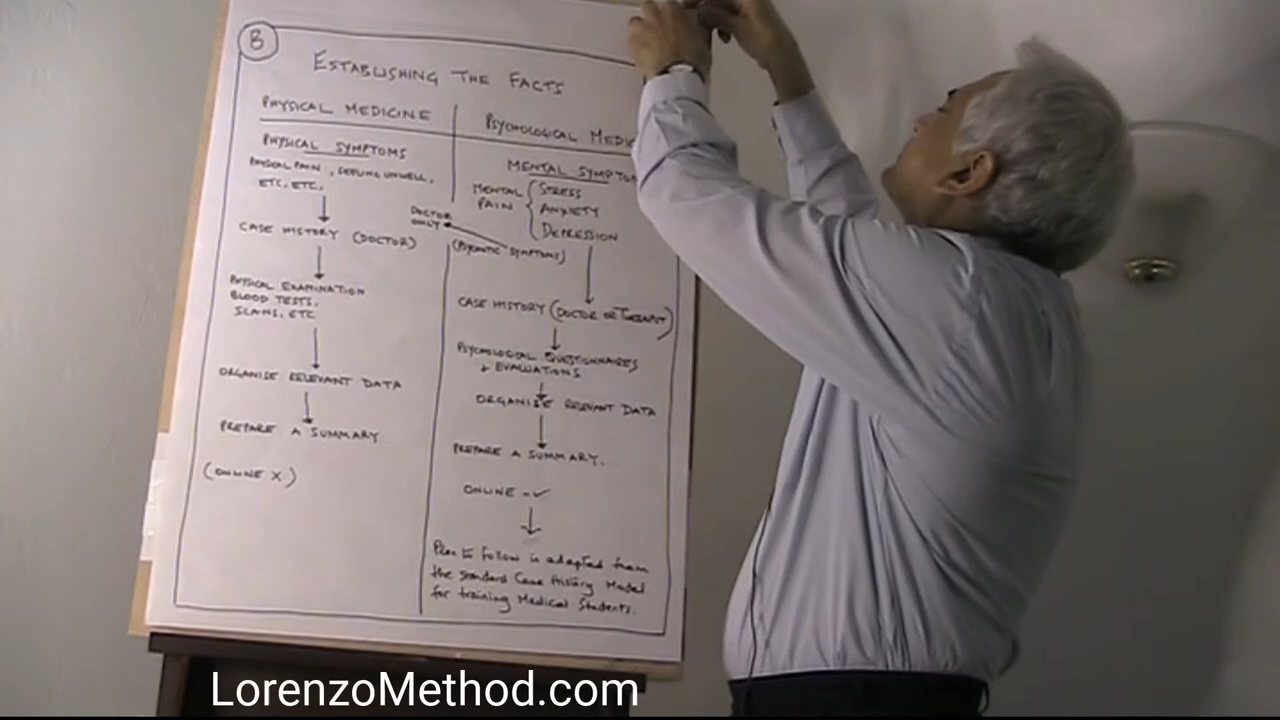 B
ESTABLISHING THE FACTS
PHYSICAL MEDICINE
PHYSICAL SYMPTOMS
PHYSICAL PAIN, FEELING UNWELL,
ETC, ETC,
CASE HISTORY (DOCTOR)
PHYSICAL EXAMINATION
BLOOD TESTS,
SCANS, ETC
ORGANISE RELEVANT DATA
PREPARE A SUMMARY
(ONLINE X)
PSYCHOLOGICAL MEDIC
MENTAL SYMPTOM
MENTAL PAIN
STRESS
ANXIETY
DEPRESSION
DOCTOR
ONLY
(PSYCHOTIC SYMPTOMS)
CASE HISTORY (DOCTOR OR THERAPIST)
PSYCHOLOGICAL QUESTIONNAIRES
+ EVALUATIONS
ORGANISE RELEVANT DATA
PREPARE A SUMMARY.
ONLINE - ✓
Plan to follow is adapted from
the standard Case History Model
for training Medical Students.
LorenzoMethod.com